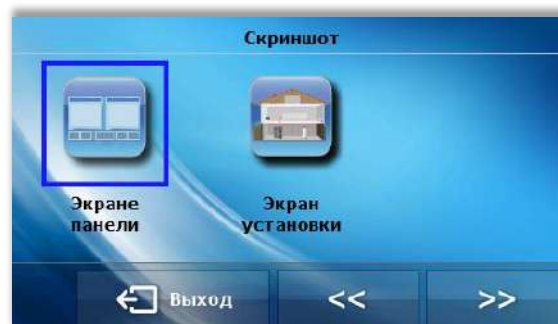 Скриншот
Экране
панели
Экран
установки
Выход
<<
>>